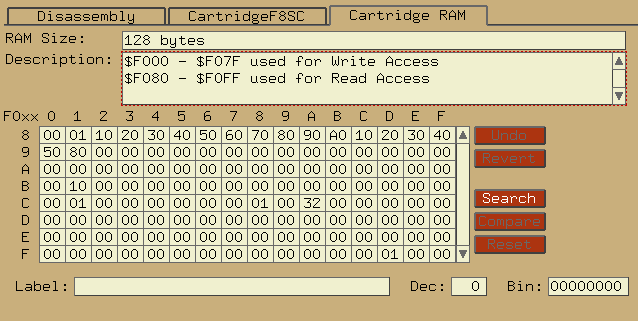 Disassembly CartridgeF8SC Cartridge RAM
RAM Size: 128 bytes
Description: $F000 - $F07F used for Write Access
$F080 - $F0FF used for Read Access
F0xx 0 1 2 3 4 5 6 7 8 9 A B C D E F
8 00 01 10 20 30 40 50 60 70 80 90 A0 10 20 30 40 Undo
9 50 80 00 00 00 00 00 00 00 00 00 00 00 00 00 00 Revert
A 00 00 00 00 00 00 00 00 00 00 00 00 00 00 00 00
B 00 10 00 00 00 00 00 00 00 00 00 00 00 00 00 00
C 00 01 00 00 00 00 00 00 01 00 32 00 00 00 00 00 Search
D 00 00 00 00 00 00 00 00 00 00 00 00 00 00 00 00 Compare
E 00 00 00 00 00 00 00 00 00 00 00 00 00 00 00 00 Reset
F 00 00 00 00 00 00 00 00 00 00 00 00 00 01 00 00
Label: Dec: 0 Bin: 00000000